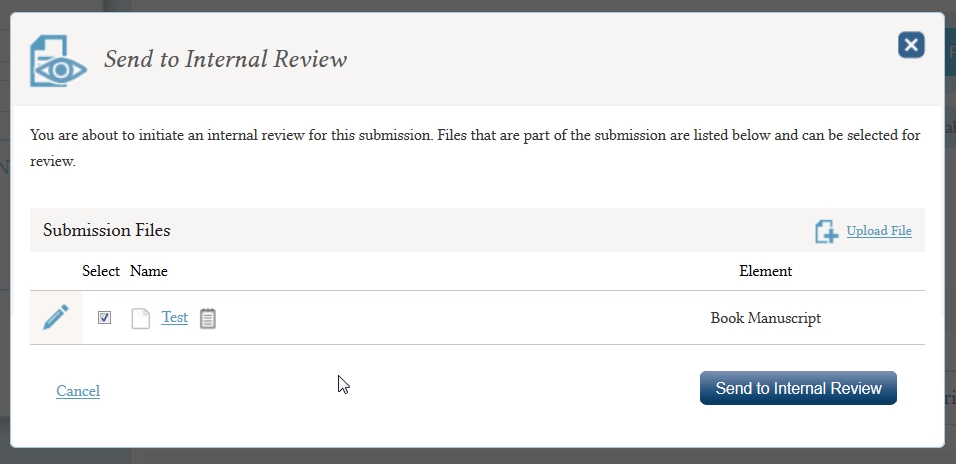 Send to Internal Review
You are about to initiate an internal review for this submission. Files that are part of the submission are listed below and can be selected for
review.
Submission Files
Upload File
Select Name Element
Test Book Manuscript
Cancel
Send to Internal Review